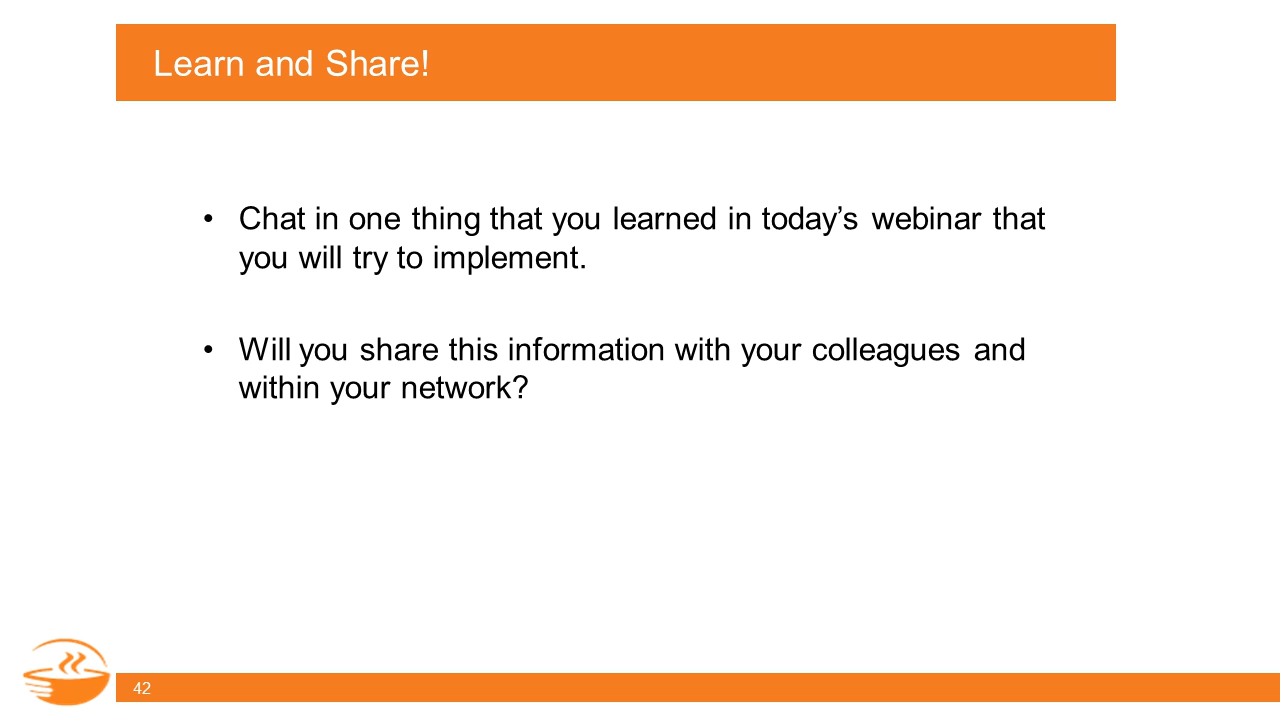 Learn and Share!
• Chat in one thing that you learned in today’s webinar that
you will try to implement.
• Will you share this information with your colleagues and
within your network?
42